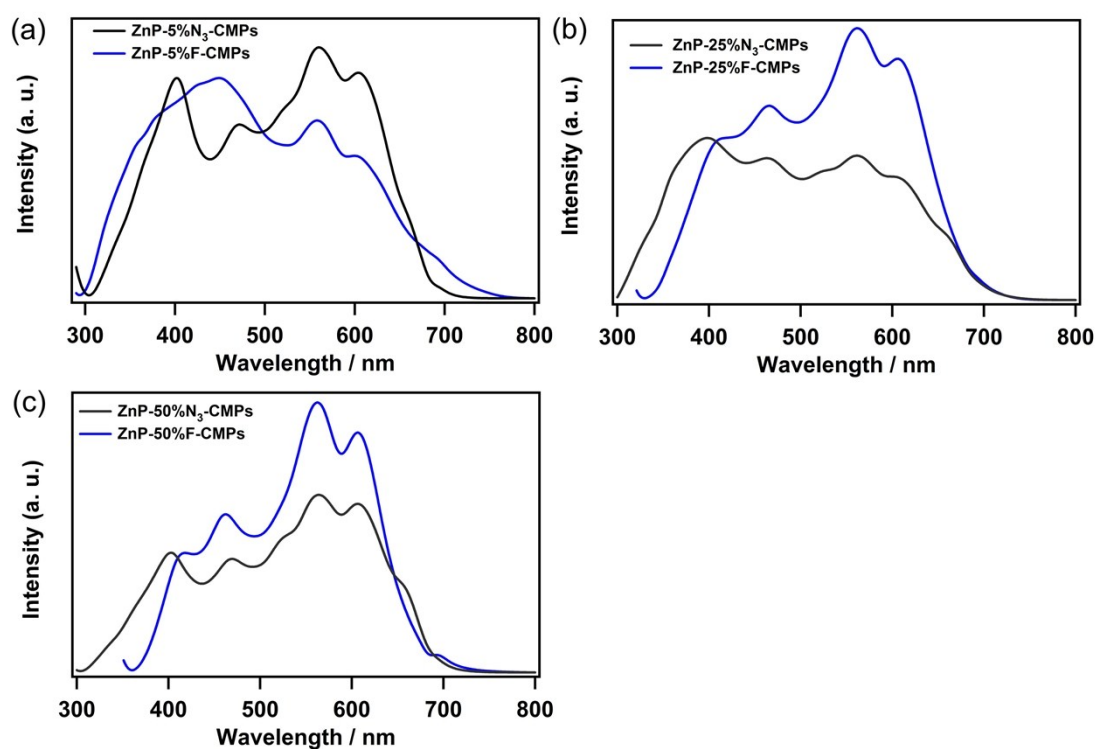 (a)
ZnP-5%N₃-CMPs
ZnP-5%F-CMPs
Intensity (a. u.)
300 400 500 600 700 800
Wavelength / nm
(b)
ZnP-25%N₃-CMPs
ZnP-25%F-CMPs
Intensity (a. u.)
300 400 500 600 700 800
Wavelength / nm
(c)
ZnP-50%N₃-CMPs
ZnP-50%F-CMPs
Intensity (a. u.)
300 400 500 600 700 800
Wavelength / nm